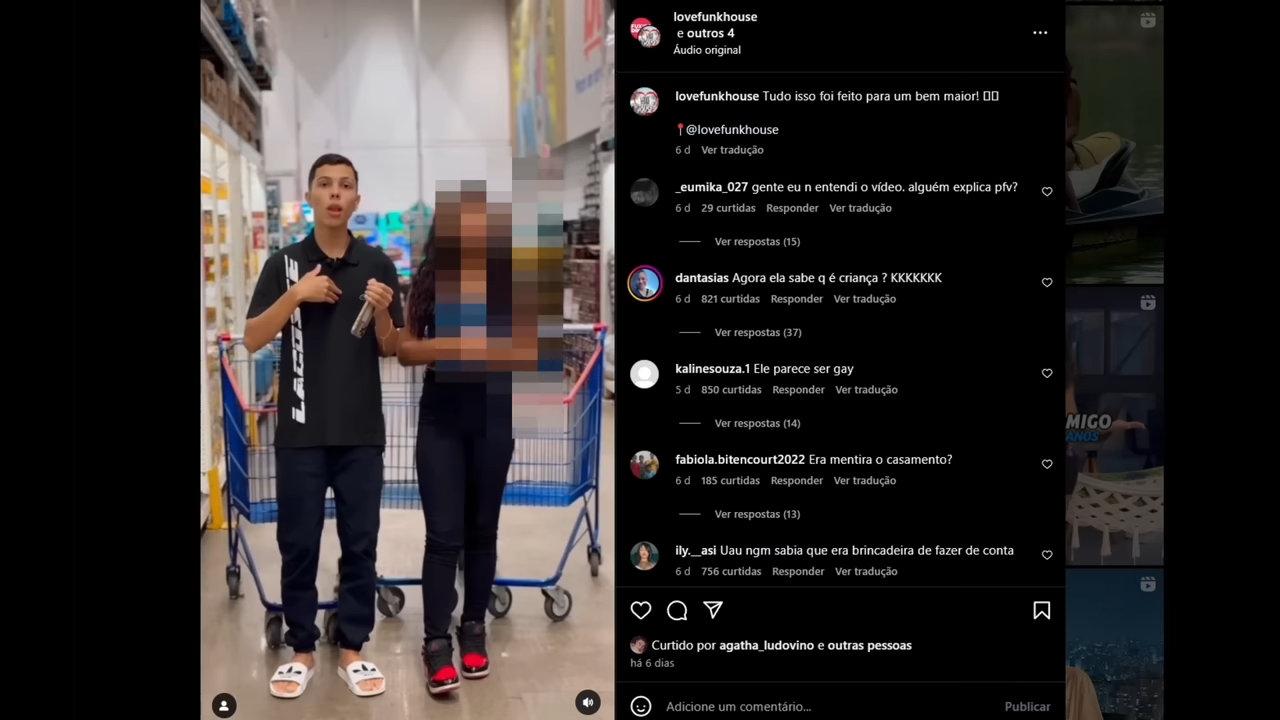 lovefunkhouse
e outros 4
Áudio original
lovefunkhouse Tudo isso foi feito para um bem maior!
@lovefunkhouse
6 d Ver tradução
_eumika_027 gente eu n entendi o vídeo. alguém explica pfv?
6 d 29 curtidas Responder Ver tradução
Ver respostas (15)
dantasias Agora ela sabe q é criança ? KKKKKKK
6 d 821 curtidas Responder Ver tradução
Ver respostas (37)
kalinesouza.1 Ele parece ser gay
5 d 850 curtidas Responder Ver tradução
Ver respostas (14)
fabiola.bitencourt2022 Era mentira o casamento?
6 d 185 curtidas Responder Ver tradução
Ver respostas (13)
ily.__asi Uau ngm sabia que era brincadeira de fazer de conta
6 d 756 curtidas Responder Ver tradução
Curtido por agatha_ludovino e outras pessoas
há 6 dias
Adicione um comentário... Publicar
LACOSTE
MIGO
ANOS